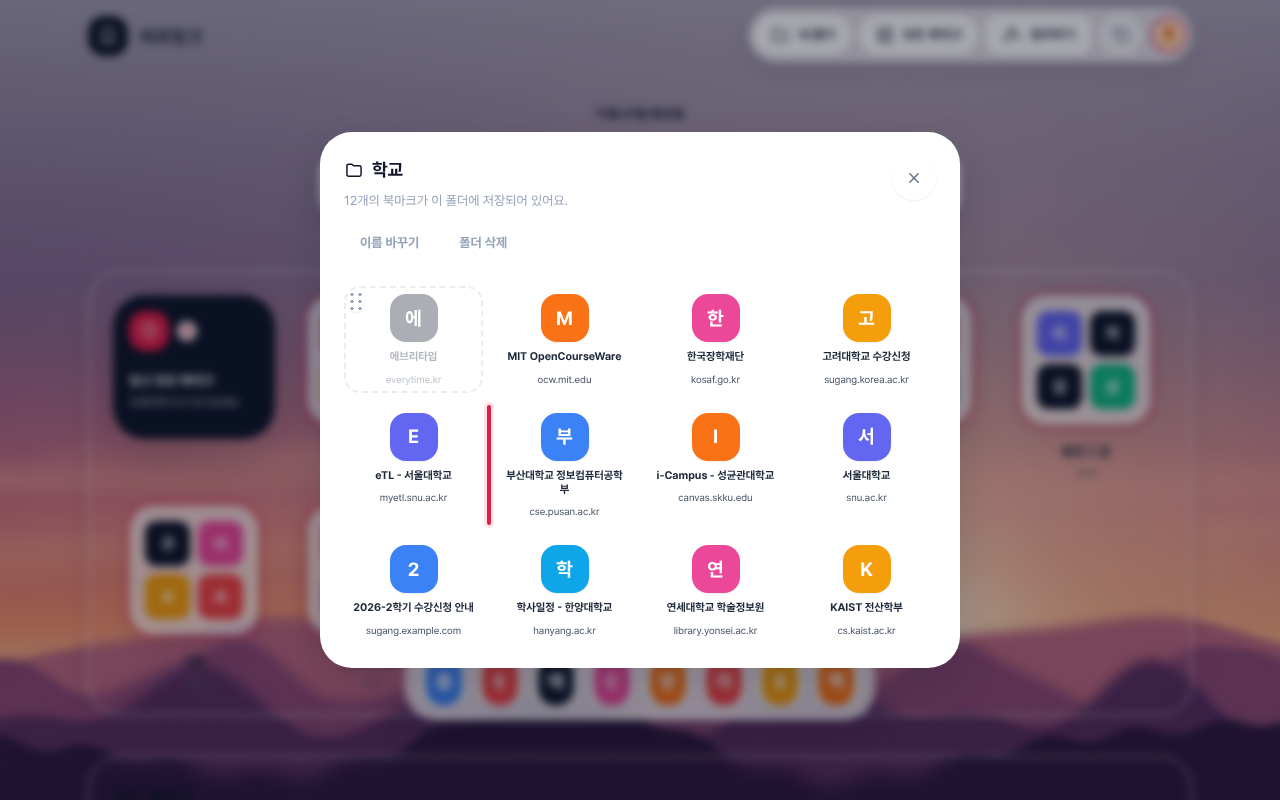 학교
12개의 북마크가 이 폴더에 저장되어 있어요.
이름 바꾸기 폴더 삭제
에 M 한 고
에브리타임 MIT OpenCourseWare 한국장학재단 고려대학교 수강신청
everytime.kr ocw.mit.edu kosaf.go.kr sugang.korea.ac.kr
E 부 I 서
eTL - 서울대학교 부산대학교 정보컴퓨터공학 i-Campus - 성균관대학교 서울대학교
부
myetl.snu.ac.kr cse.pusan.ac.kr canvas.skku.edu snu.ac.kr
2 학 연 K
2026-2학기 수강신청 안내 학사일정 - 한양대학교 연세대학교 학술정보원 KAIST 전산학부
sugang.example.com hanyang.ac.kr library.yonsei.ac.kr cs.kaist.ac.kr